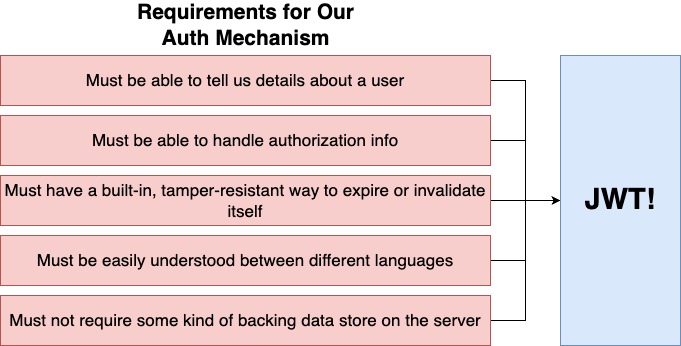 Requirements for Our
Auth Mechanism
Must be able to tell us details about a user
Must be able to handle authorization info
Must have a built-in, tamper-resistant way to expire or invalidate
itself
Must be easily understood between different languages
Must not require some kind of backing data store on the server
JWT!